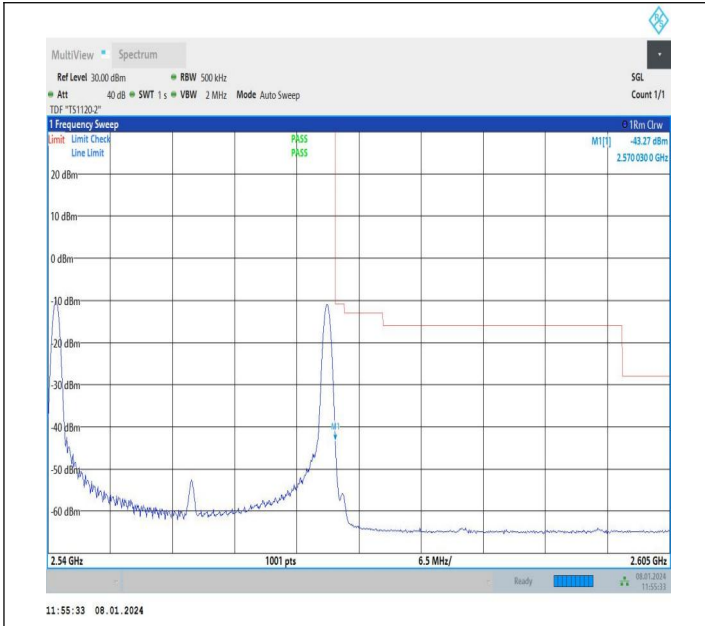 R S
MultiView Spectrum
Ref Level 30.00 dBm RBW 500 kHz SGL
Att 40 dB SWT 1 s VBW 2 MHz Mode Auto Sweep Count 1/1
TDF "TS1120-2"
1 Frequency Sweep 1Rm Clrw
Limit Limit Check PASS M1[1] -43.27 dBm
Line Limit PASS 2.570 030 0 GHz
20 dBm
10 dBm
0 dBm
-10 dBm
-20 dBm
-30 dBm
-40 dBm
M1
-50 dBm
-60 dBm
2.54 GHz 1001 pts 6.5 MHz/ 2.605 GHz
Ready 08.01.2024
11:55:33
11:55:33 08.01.2024